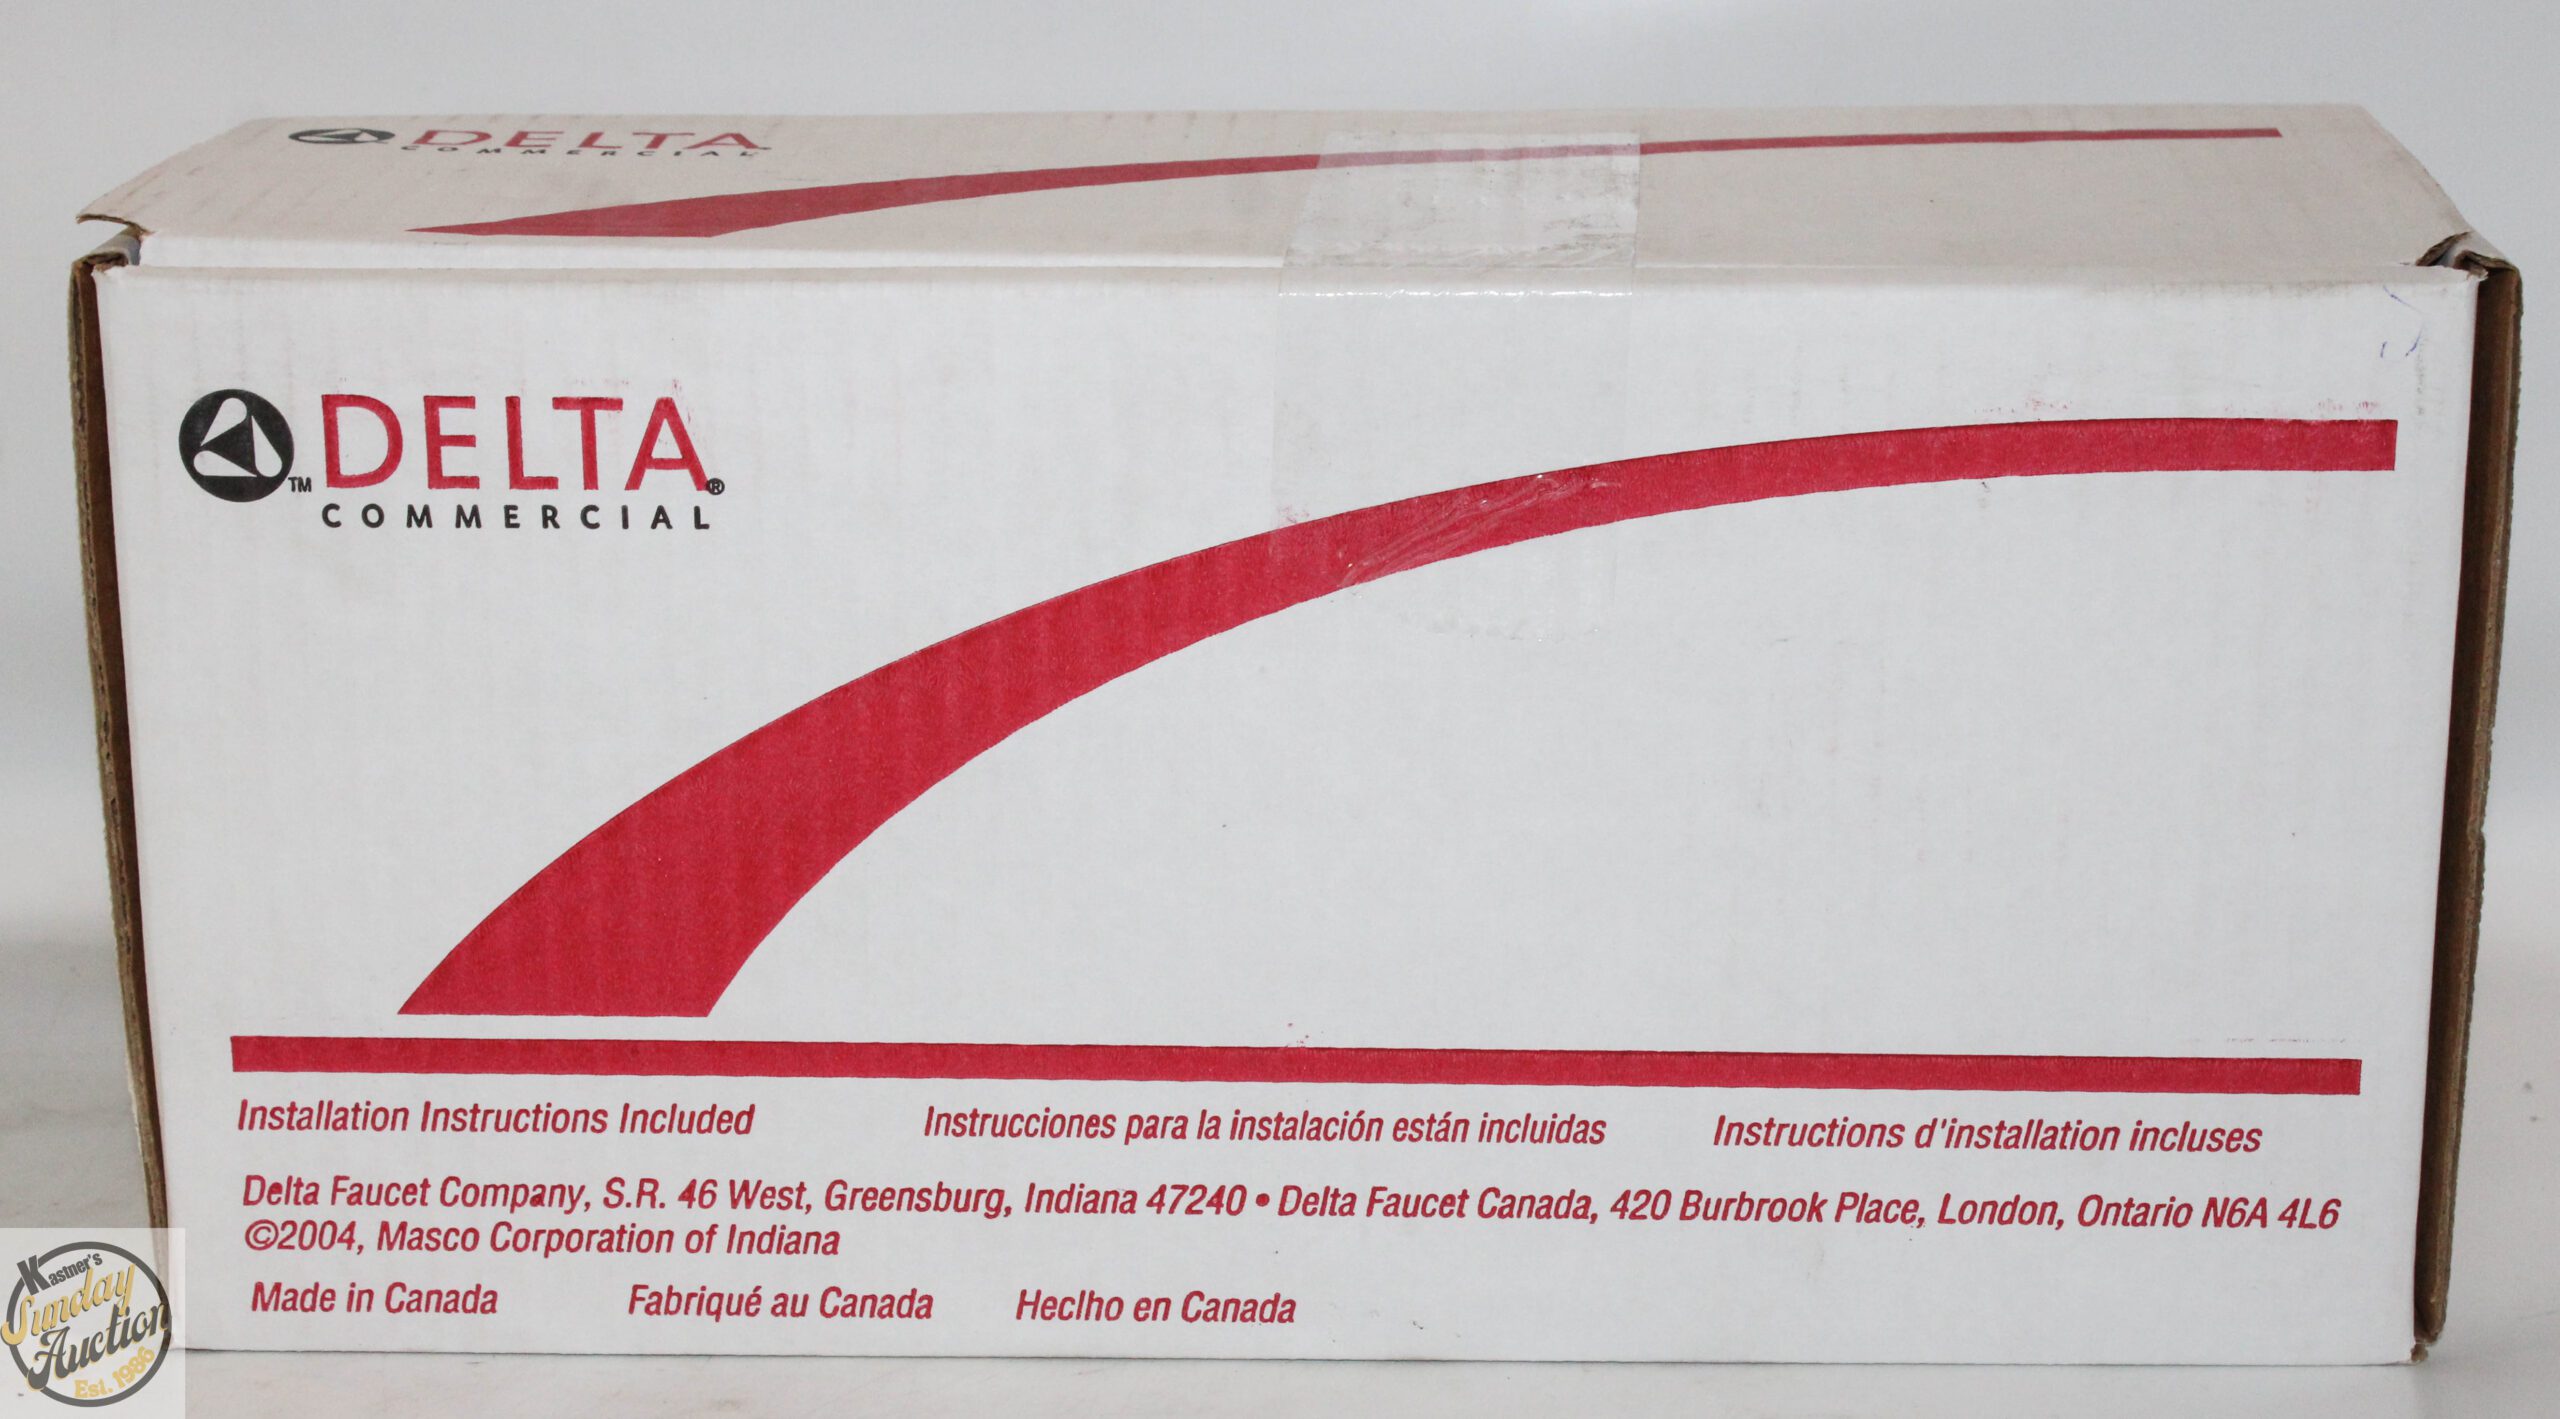 DELTA
COMMERCIAL
™ DELTA®
COMMERCIAL
Installation Instructions Included
Instrucciones para la instalación están incluidas
Instructions d'installation incluses
Delta Faucet Company, S.R. 46 West, Greensburg, Indiana 47240 • Delta Faucet Canada, 420 Burbrook Place, London, Ontario N6A 4L6
©2004, Masco Corporation of Indiana
Made in Canada
Fabriqué au Canada
Heclho en Canada
Kastner's
Sunday
Auction
Est. 1986